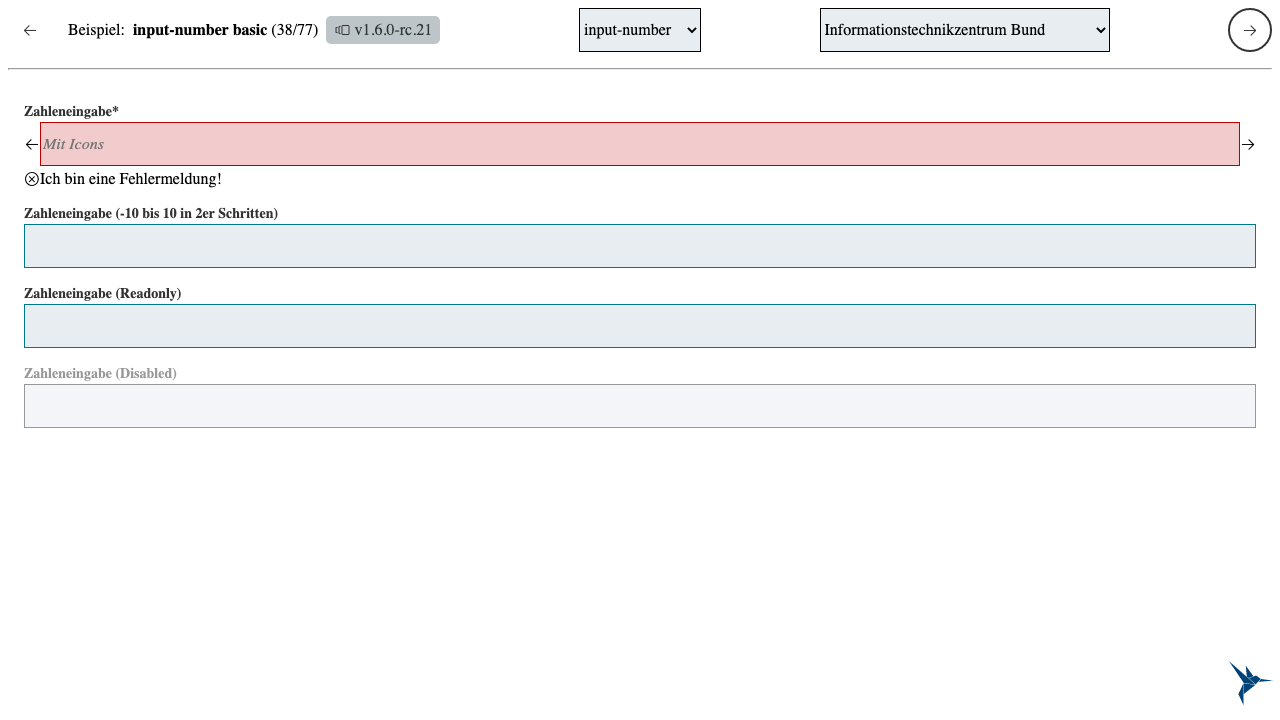 Beispiel: input-number basic (38/77) v1.6.0-rc.21 input-number Informationstechnikzentrum Bund
Zahleneingabe*
Mit Icons
Ich bin eine Fehlermeldung!
Zahleneingabe (-10 bis 10 in 2er Schritten)
Zahleneingabe (Readonly)
Zahleneingabe (Disabled)